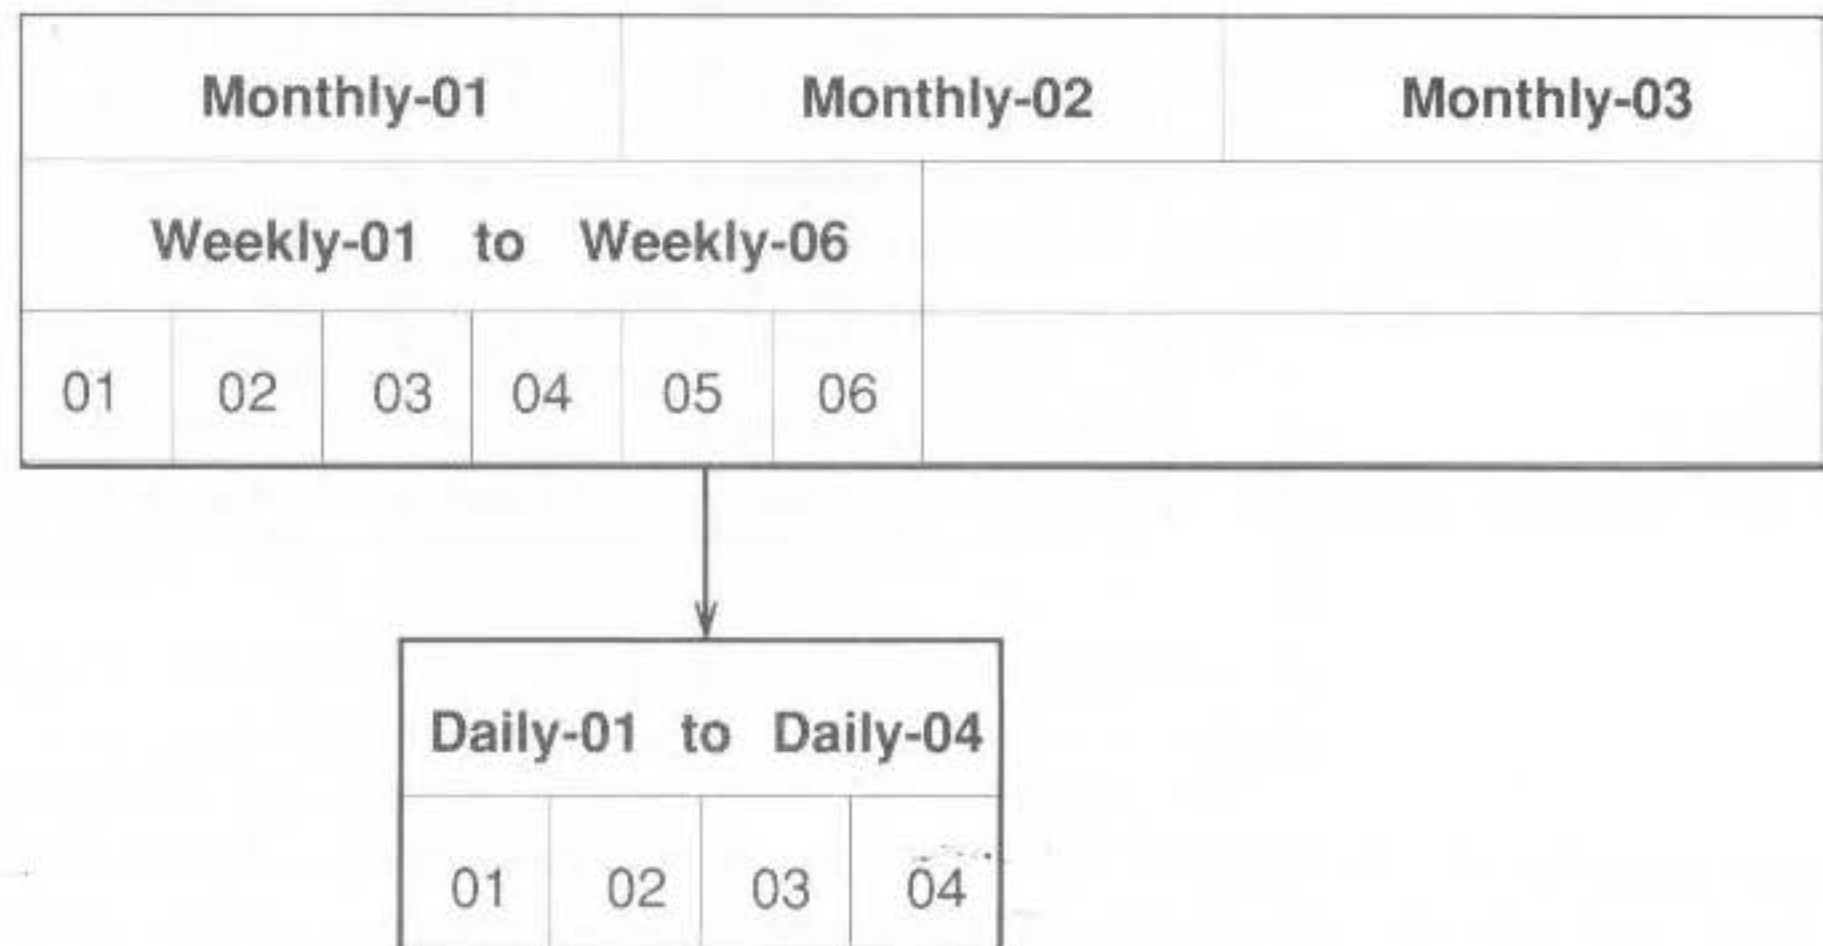 Monthly-01 Monthly-02 Monthly-03
Weekly-01 to Weekly-06
01 02 03 04 05 06
Daily-01 to Daily-04
01 02 03 04